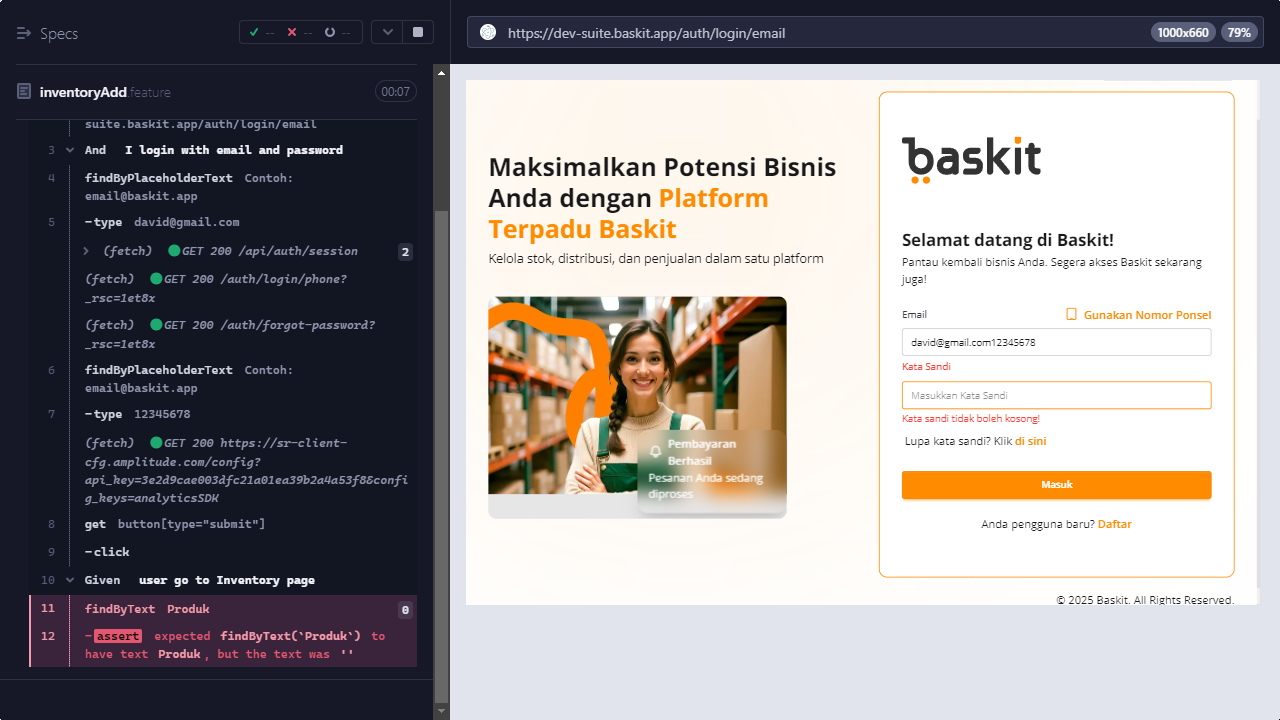 Specs
--
--
--
inventoryAdd.feature
00:07
suite.baskit.app/auth/login/email
3 And I login with email and password
4 findByPlaceholderText Contoh:
email@baskit.app
5 -type david@gmail.com
(fetch) GET 200 /api/auth/session 2
(fetch) GET 200 /auth/login/phone?
_rsc=1et8x
(fetch) GET 200 /auth/forgot-password?
_rsc=1et8x
6 findByPlaceholderText Contoh:
email@baskit.app
7 -type 12345678
(fetch) GET 200 https://sr-client-
cfg.amplitude.com/config?
api_key=3e2d9cae003dfc21a01ea39b2a4a53f8&confi
g_keys=analyticsSDK
8 get button[type="submit"]
9 -click
10 Given user go to Inventory page
11 findByText Produk 0
12 -assert expected findByText(`Produk`) to
have text Produk, but the text was ''
https://dev-suite.baskit.app/auth/login/email
1000x660
79%
Maksimalkan Potensi Bisnis
Anda dengan Platform
Terpadu Baskit
Kelola stok, distribusi, dan penjualan dalam satu platform
Pembayaran
Berhasil
Pesanan Anda sedang
diproses
baskit
Selamat datang di Baskit!
Pantau kembali bisnis Anda. Segera akses Baskit sekarang
juga!
Email
Gunakan Nomor Ponsel
david@gmail.com12345678
Kata Sandi
Masukkan Kata Sandi
Kata sandi tidak boleh kosong!
Lupa kata sandi? Klik di sini
Masuk
Anda pengguna baru? Daftar
© 2025 Baskit. All Rights Reserved.